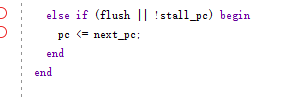 else if (flush || !stall_pc) begin
pc <= next_pc;
end
end